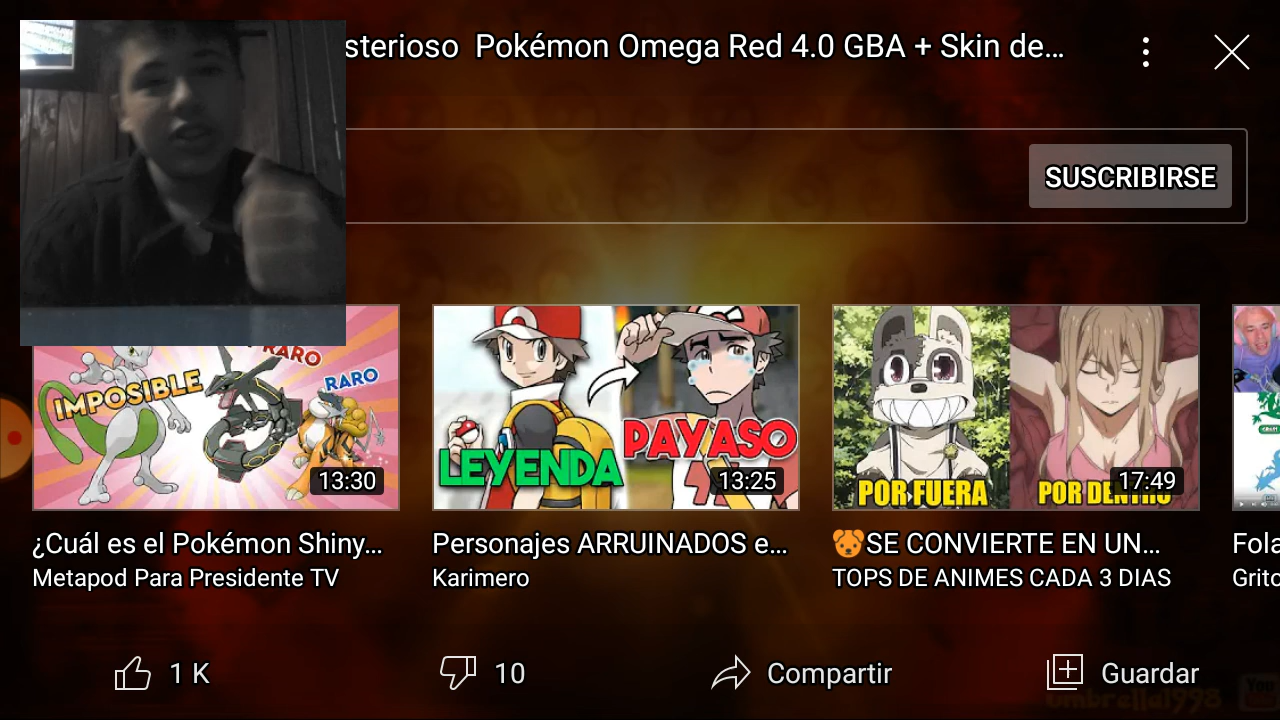 sterioso Pokémon Omega Red 4.0 GBA + Skin de...
SUSCRIBIRSE
RARO
IMPOSIBLE
RARO
13:30
LEYENDA
PAYASO
13:25
POR FUERA
POR DENTRO
17:49
¿Cuál es el Pokémon Shiny...
Metapod Para Presidente TV
Personajes ARRUINADOS e...
Karimero
🐶SE CONVIERTE EN UN...
TOPS DE ANIMES CADA 3 DIAS
Fola
Grito
1 K
10
Compartir
Guardar
umbrella1998
You